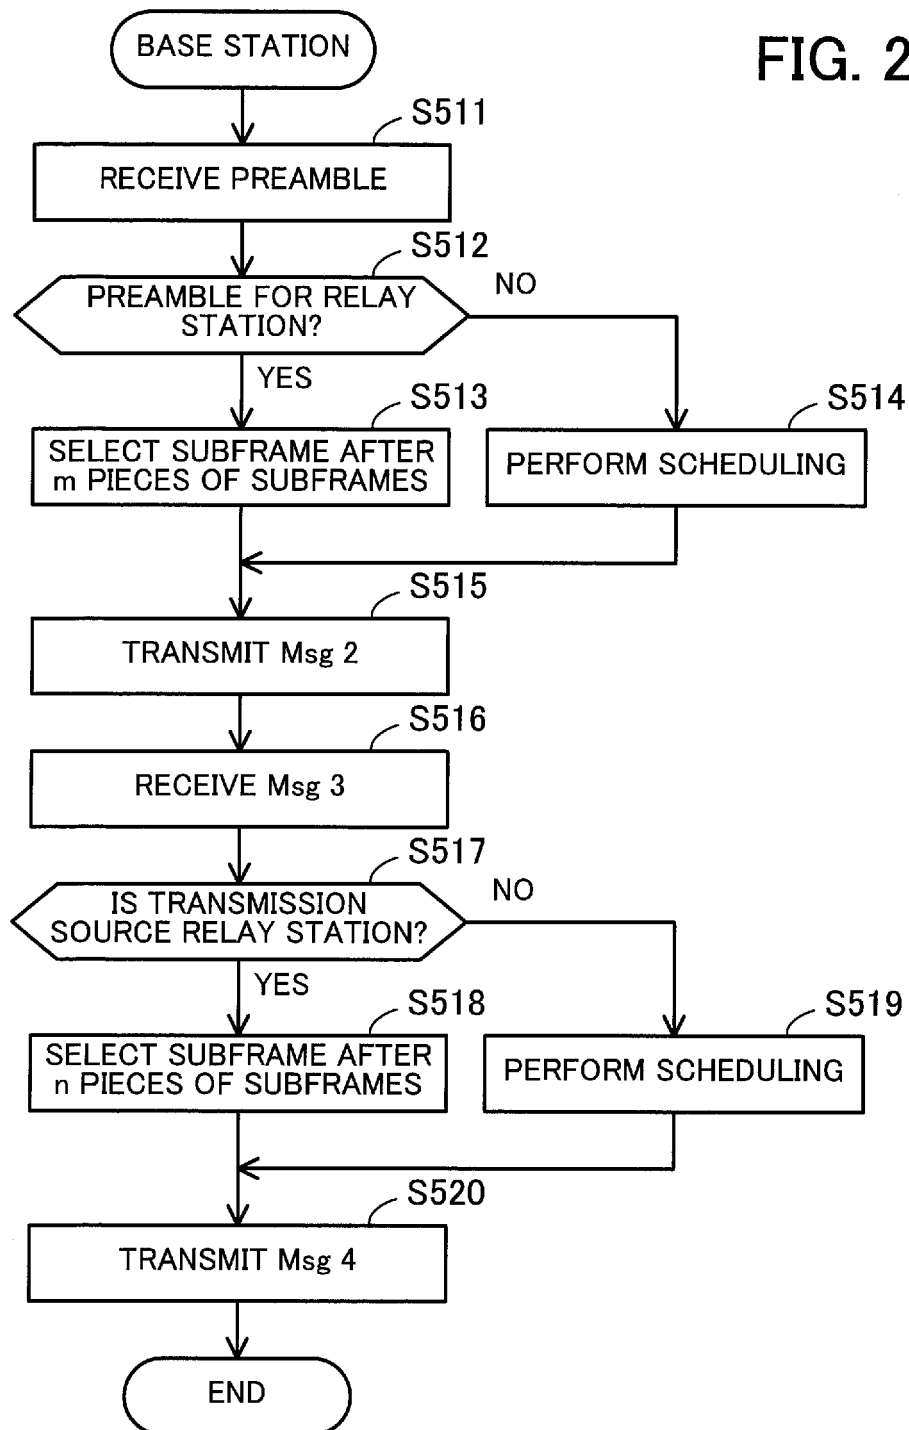 BASE STATION
FIG. 2
S511
RECEIVE PREAMBLE
S512
PREAMBLE FOR RELAY
STATION?
NO
YES
S513
SELECT SUBFRAME AFTER
m PIECES OF SUBFRAMES
S514
PERFORM SCHEDULING
S515
TRANSMIT Msg 2
S516
RECEIVE Msg 3
S517
IS TRANSMISSION
SOURCE RELAY STATION?
NO
YES
S518
SELECT SUBFRAME AFTER
n PIECES OF SUBFRAMES
S519
PERFORM SCHEDULING
S520
TRANSMIT Msg 4
END